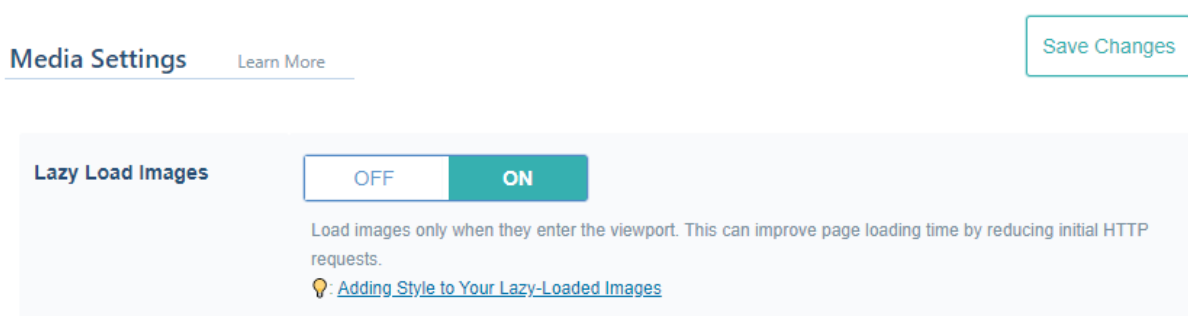 Save Changes
Media Settings Learn More
Lazy Load Images
OFF ON
Load images only when they enter the viewport. This can improve page loading time by reducing initial HTTP
requests.
: Adding Style to Your Lazy-Loaded Images